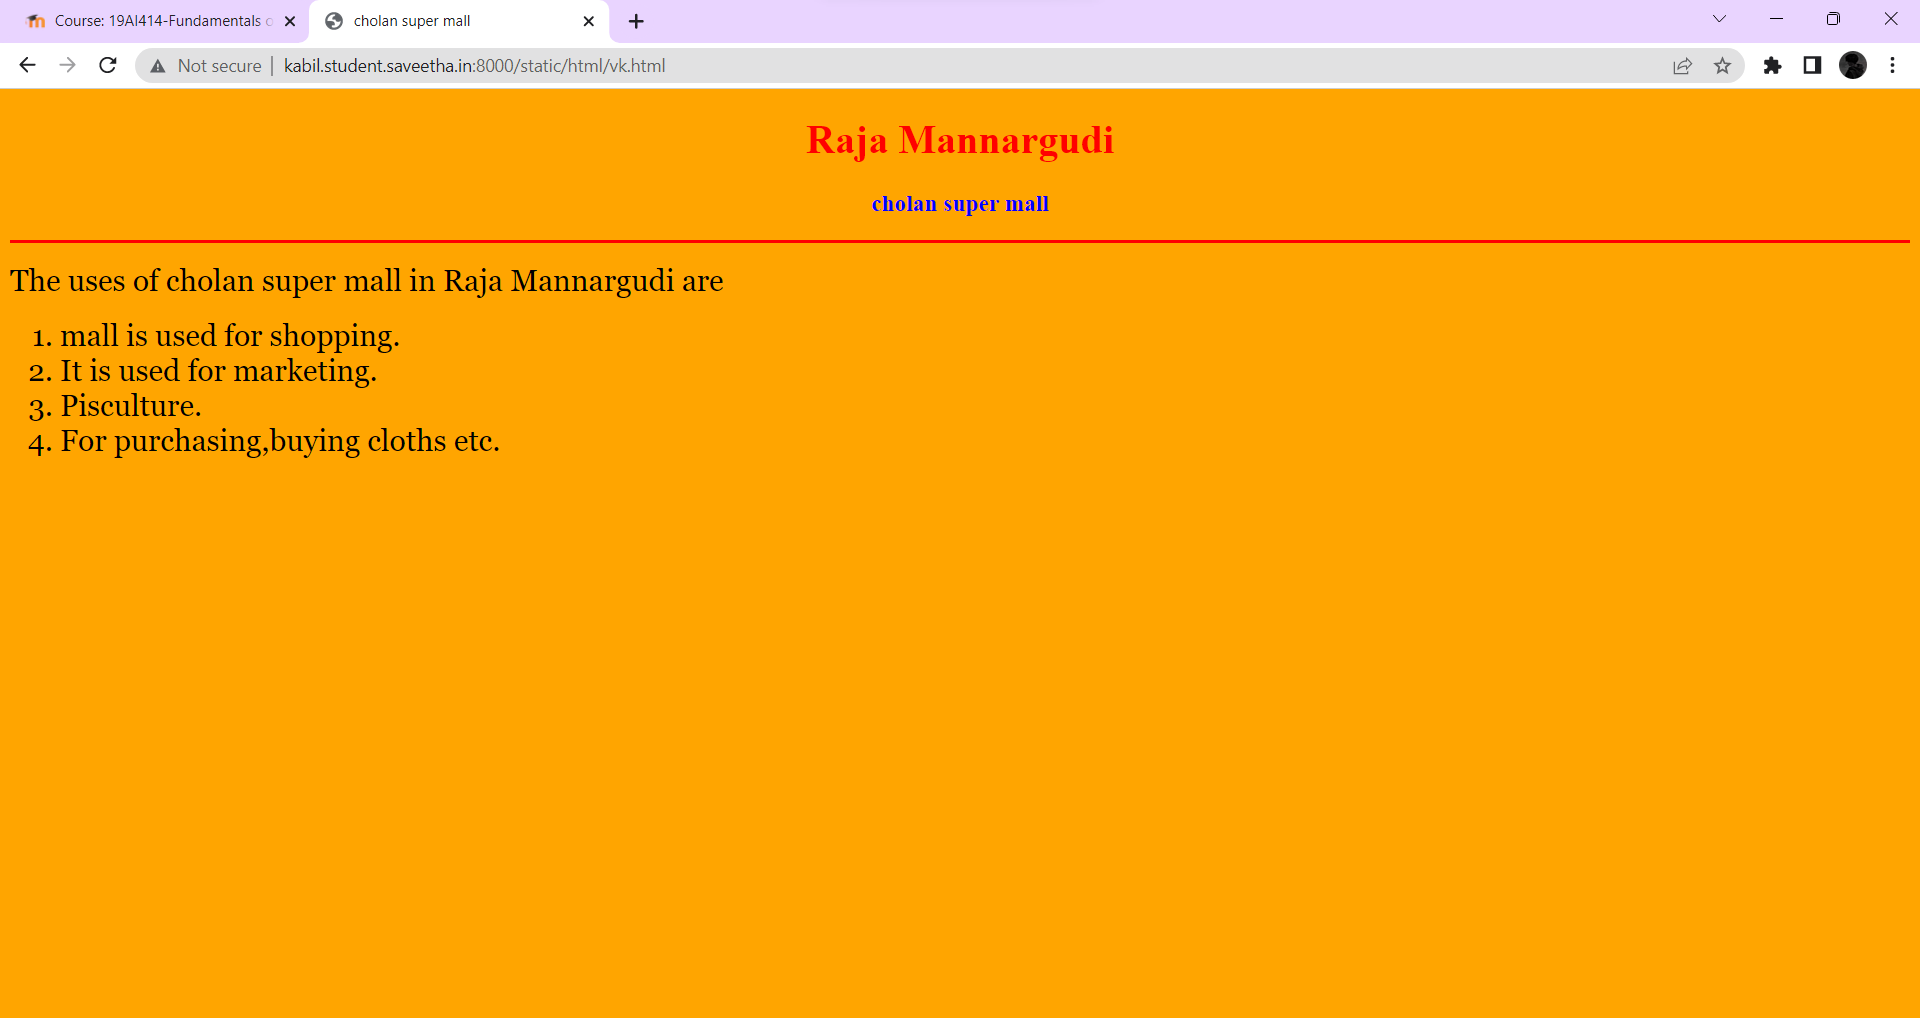 Course: 19AI414-Fundamentals
cholan super mall
Not secure | kabil.student.saveetha.in:8000/static/html/vk.html
Raja Mannargudi
cholan super mall
The uses of cholan super mall in Raja Mannargudi are
1. mall is used for shopping.
2. It is used for marketing.
3. Pisculture.
4. For purchasing,buying cloths etc.